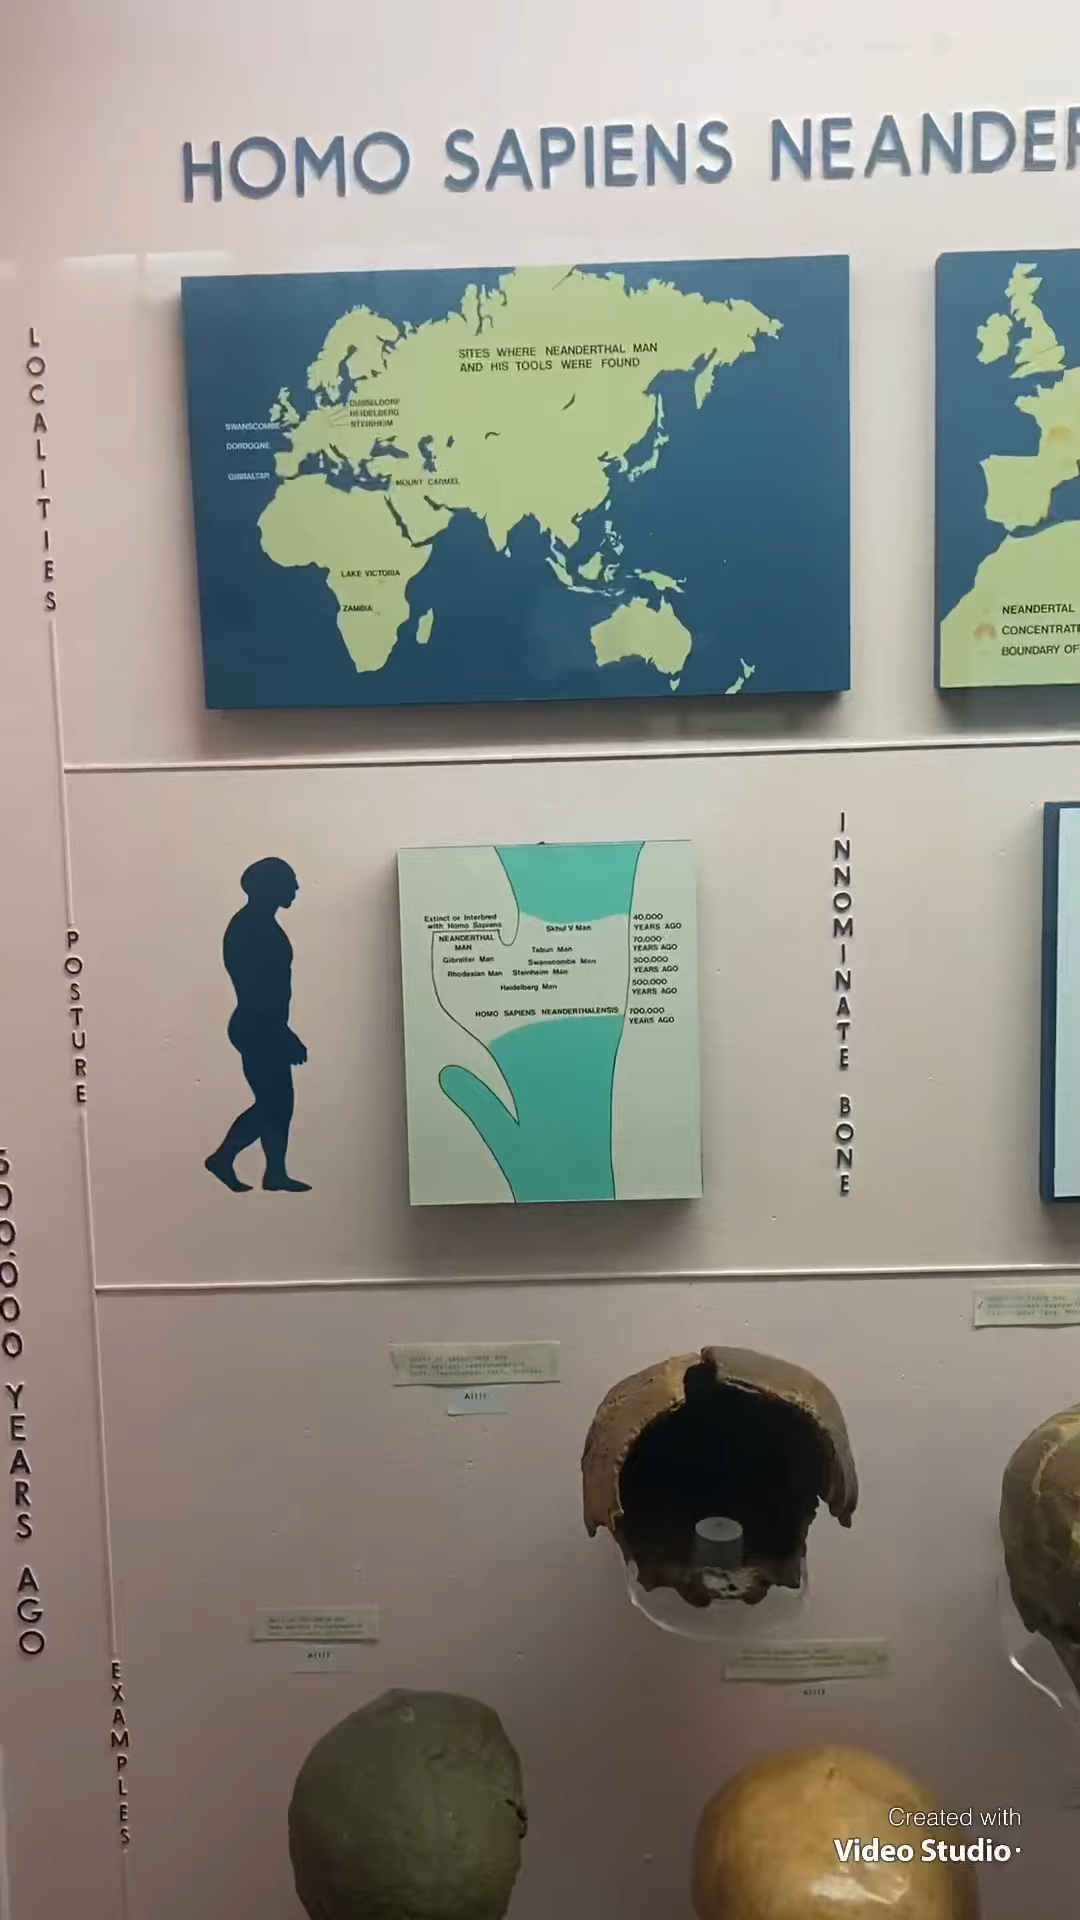 HOMO SAPIENS NEANDER
LOCALITIES
SITES WHERE NEANDERTHAL MAN
AND HIS TOOLS WERE FOUND
DUSSELDORF
HEIDELBERG
STEINHEIM
SWANSCOMBE
DORDOGNE
GIBRALTAR
MOUNT CARMEL
LAKE VICTORIA
ZAMBIA
NEANDERTAL
CONCENTRATE
BOUNDARY OF
POSTURE
Extinct or Interbred
with Homo Sapiens
NEANDERTHAL
MAN
Gibralter Man
Rhodesian Man
Skhul V Man
Tabun Man
Swanscombe Man
Steinheim Man
Heidelberg Man
HOMO SAPIENS NEANDERTHALENSIS
40,000
YEARS AGO
70,000
YEARS AGO
300,000
YEARS AGO
500,000
YEARS AGO
700,000
YEARS AGO
INNOMINATE BONE
00,000 YEARS AGO
EXAMPLES
Created with
Video Studio